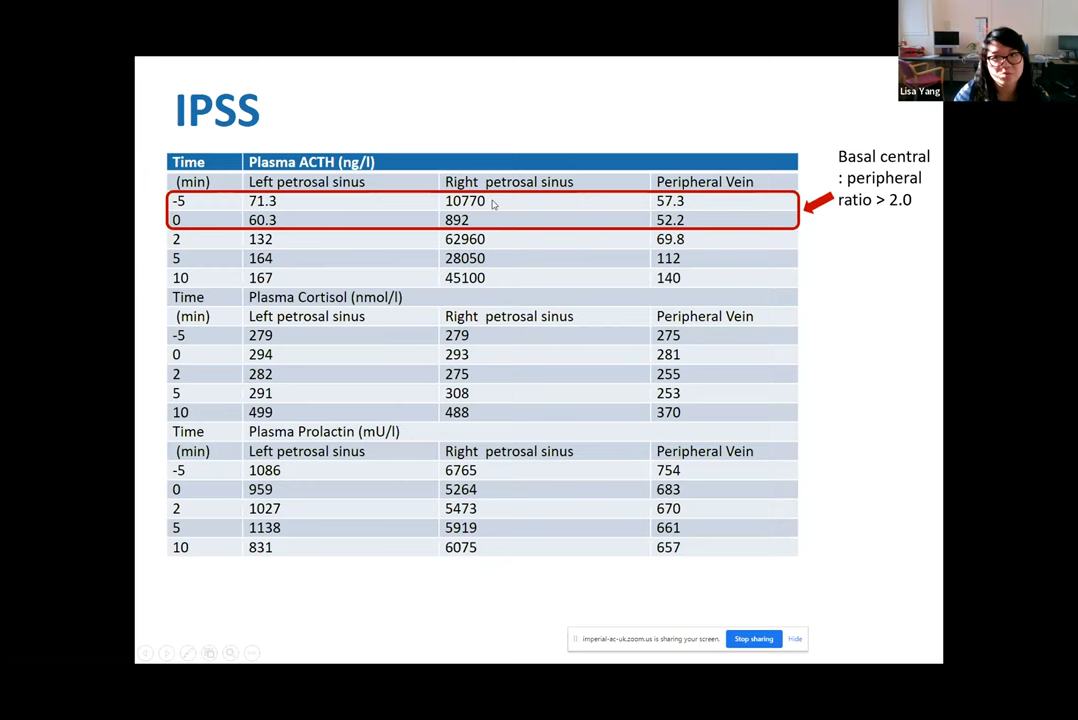 Lisa Yang
IPSS
Time Plasma ACTH (ng/l)
(min) Left petrosal sinus Right petrosal sinus Peripheral Vein
-5 71.3 10770 57.3
0 60.3 892 52.2
2 132 62960 69.8
5 164 28050 112
10 167 45100 140
Time Plasma Cortisol (nmol/l)
(min) Left petrosal sinus Right petrosal sinus Peripheral Vein
-5 279 279 275
0 294 293 281
2 282 275 255
5 291 308 253
10 499 488 370
Time Plasma Prolactin (mU/l)
(min) Left petrosal sinus Right petrosal sinus Peripheral Vein
-5 1086 6765 754
0 959 5264 683
2 1027 5473 670
5 1138 5919 661
10 831 6075 657
Basal central
: peripheral
ratio > 2.0
imperial-ac-uk.zoom.us is sharing your screen. Stop sharing Hide